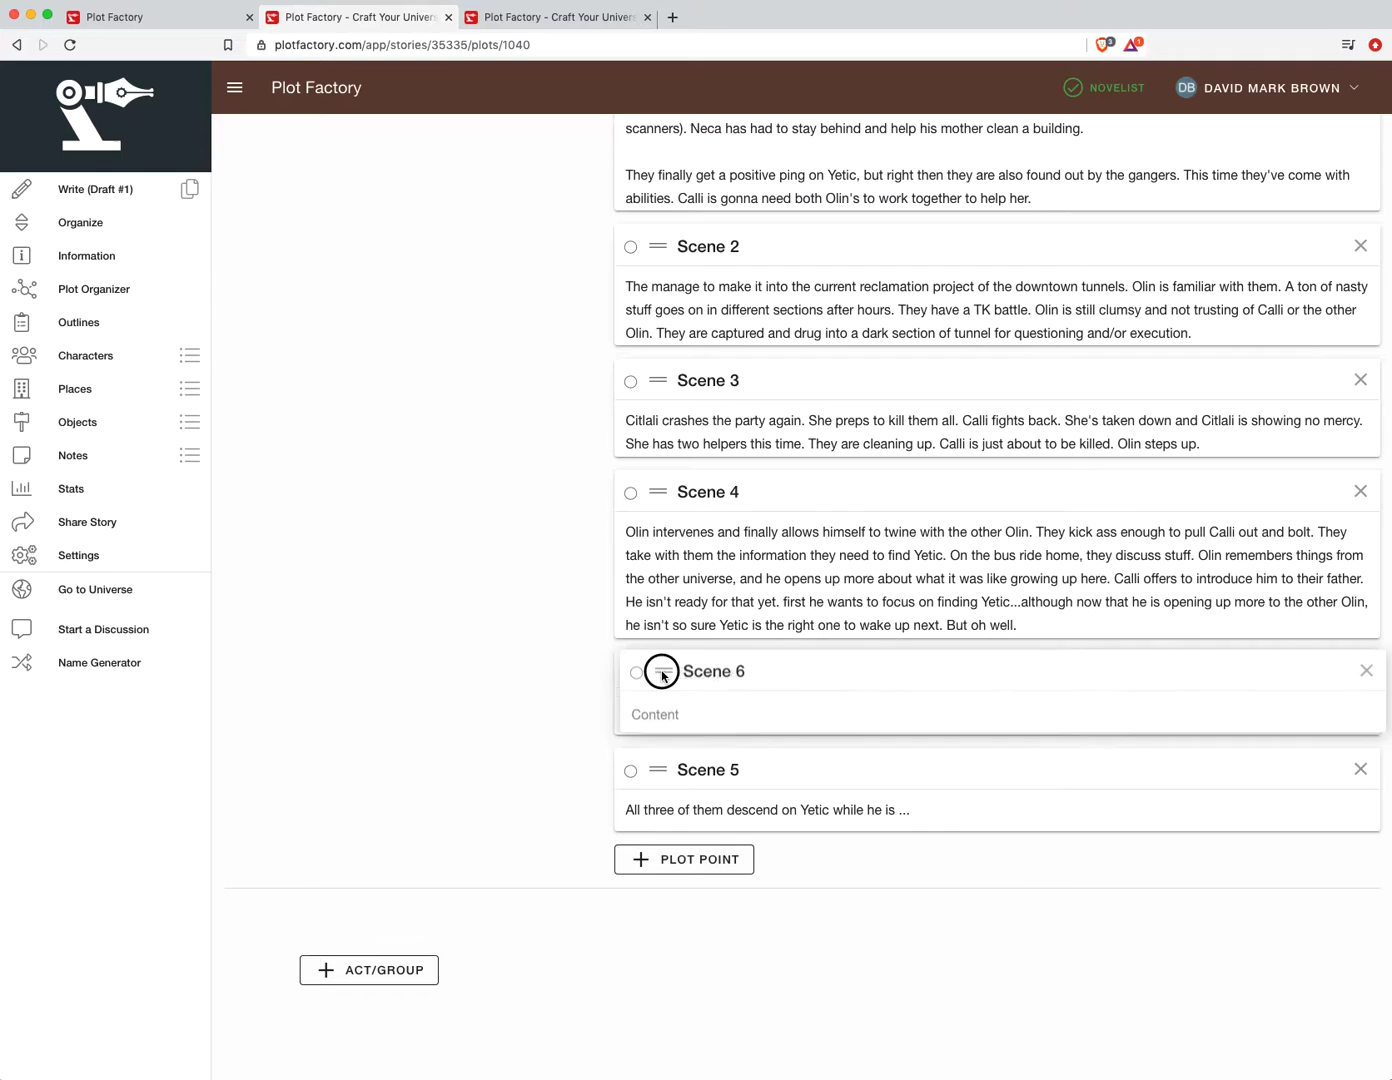 Plot Factory
Plot Factory - Craft Your Univers
Plot Factory - Craft Your Univers
plotfactory.com/app/stories/35335/plots/1040
3
1
Plot Factory
NOVELIST
DB
DAVID MARK BROWN
Write (Draft #1)
Organize
Information
Plot Organizer
Outlines
Characters
Places
Objects
Notes
Stats
Share Story
Settings
Go to Universe
Start a Discussion
Name Generator
scanners). Neca has had to stay behind and help his mother clean a building.
They finally get a positive ping on Yetic, but right then they are also found out by the gangers. This time they've come with
abilities. Calli is gonna need both Olin's to work together to help her.
Scene 2
The manage to make it into the current reclamation project of the downtown tunnels. Olin is familiar with them. A ton of nasty
stuff goes on in different sections after hours. They have a TK battle. Olin is still clumsy and not trusting of Calli or the other
Olin. They are captured and drug into a dark section of tunnel for questioning and/or execution.
Scene 3
Citlali crashes the party again. She preps to kill them all. Calli fights back. She's taken down and Citlali is showing no mercy.
She has two helpers this time. They are cleaning up. Calli is just about to be killed. Olin steps up.
Scene 4
Olin intervenes and finally allows himself to twine with the other Olin. They kick ass enough to pull Calli out and bolt. They
take with them the information they need to find Yetic. On the bus ride home, they discuss stuff. Olin remembers things from
the other universe, and he opens up more about what it was like growing up here. Calli offers to introduce him to their father.
He isn't ready for that yet. first he wants to focus on finding Yetic...although now that he is opening up more to the other Olin,
he isn't so sure Yetic is the right one to wake up next. But oh well.
Scene 6
Content
Scene 5
All three of them descend on Yetic while he is ...
PLOT POINT
ACT/GROUP